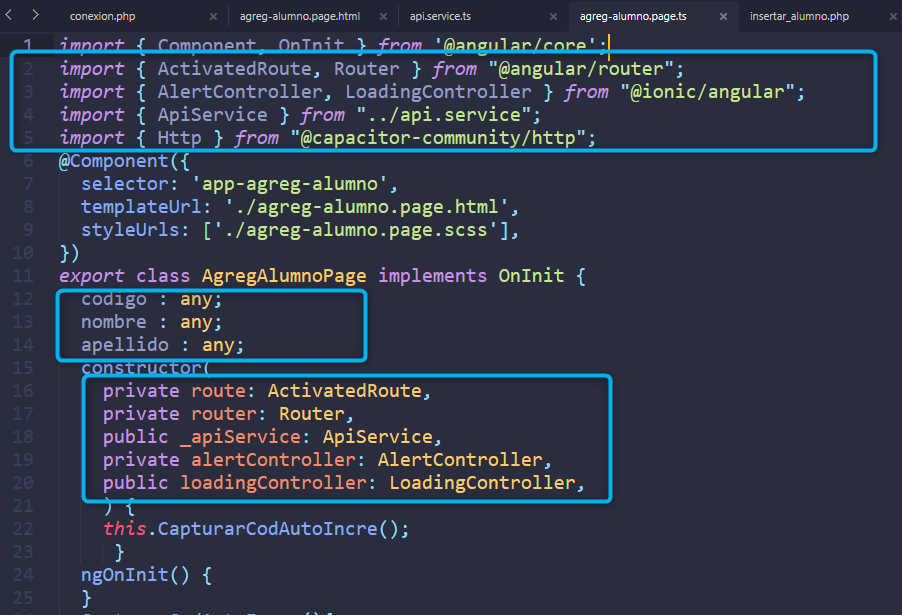 conexion.php × agreg-alumno.page.html × api.service.ts × agreg-alumno.page.ts × insertar_alumno.php ×
1 import { Component, OnInit } from '@angular/core';
2 import { ActivatedRoute, Router } from "@angular/router";
3 import { AlertController, LoadingController } from "@ionic/angular";
4 import { ApiService } from "../api.service";
5 import { Http } from "@capacitor-community/http";
6 @Component({
7 selector: 'app-agreg-alumno',
8 templateUrl: './agreg-alumno.page.html',
9 styleUrls: ['./agreg-alumno.page.scss'],
10 })
11 export class AgregAlumnoPage implements OnInit {
12 codigo : any;
13 nombre : any;
14 apellido : any;
15 constructor(
16 private route: ActivatedRoute,
17 private router: Router,
18 public _apiService: ApiService,
19 private alertController: AlertController,
20 public loadingController: LoadingController,
21 ) {
22 this.CapturarCodAutoIncre();
23 }
24 ngOnInit() {
25 }